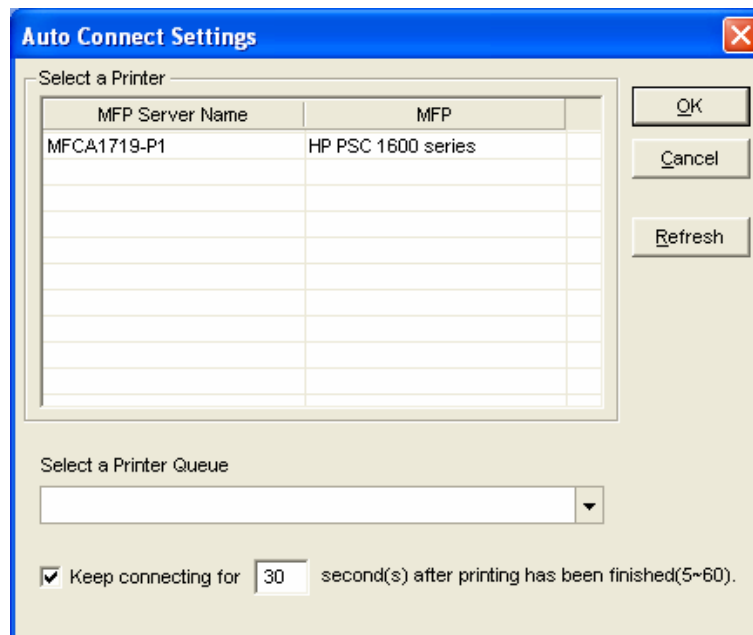 Auto Connect Settings
Select a Printer
MFP Server Name MFP
MFCA1719-P1 HP PSC 1600 series
OK
Cancel
Refresh
Select a Printer Queue
Keep connecting for 30 second(s) after printing has been finished(5~60).